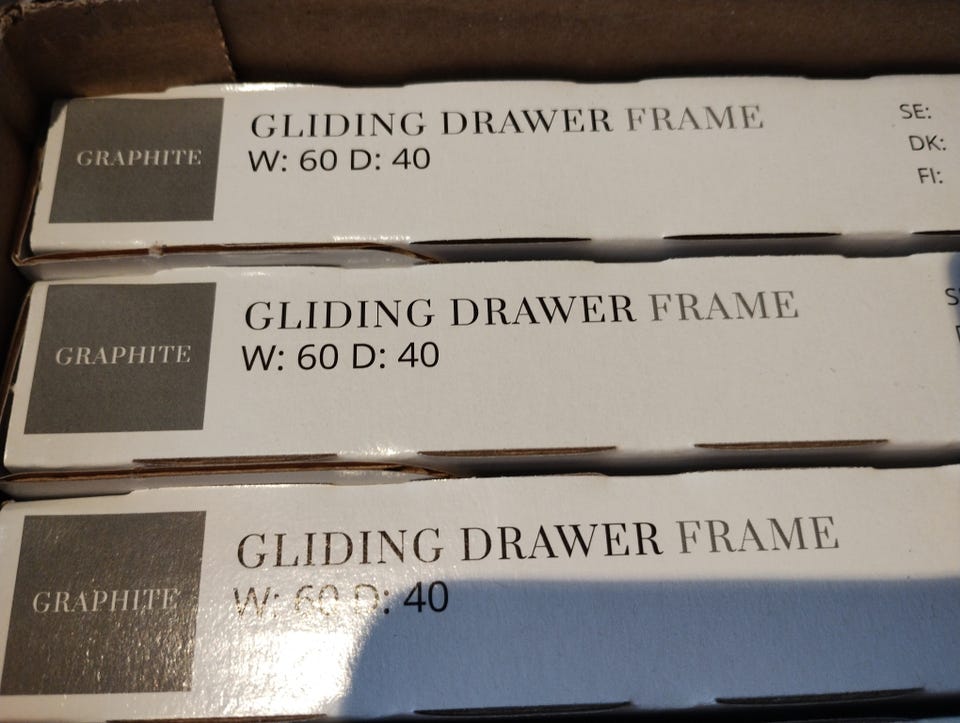 GRAPHITE
GLIDING DRAWER FRAME
W: 60 D: 40
SE:
DK:
FI:
GRAPHITE
GLIDING DRAWER FRAME
W: 60 D: 40
GRAPHITE
GLIDING DRAWER FRAME
W: 60 D: 40